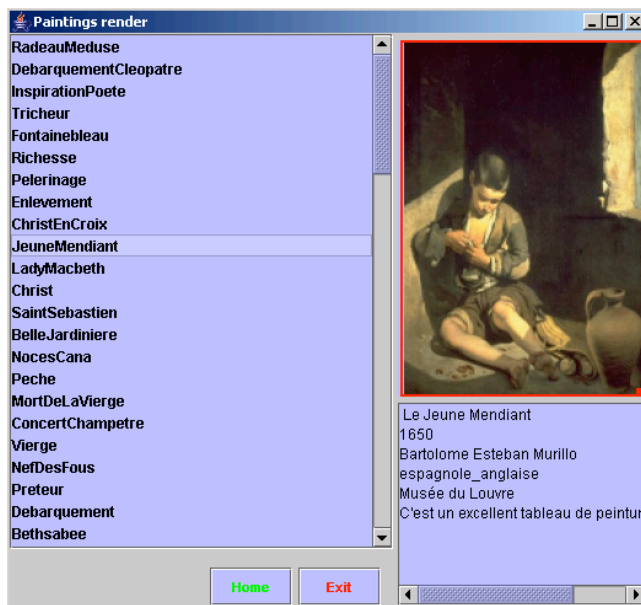 Paintings render
RadeauMeduse
DebarquementCleopatre
InspirationPoete
Tricheur
Fontainebleau
Richesse
Pelerinage
Enlevement
ChristEnCroix
JeuneMendiant
LadyMacbeth
Christ
SaintSebastien
BelleJardiniere
NocesCana
Peche
MortDeLaVierge
ConcertChampetre
Vierge
NefDesFous
Preteur
Debarquement
Bethsabee
Le Jeune Mendiant
1650
Bartolome Esteban Murillo
espagnole_anglaise
Musée du Louvre
C'est un excellent tableau de peintur
Home Exit